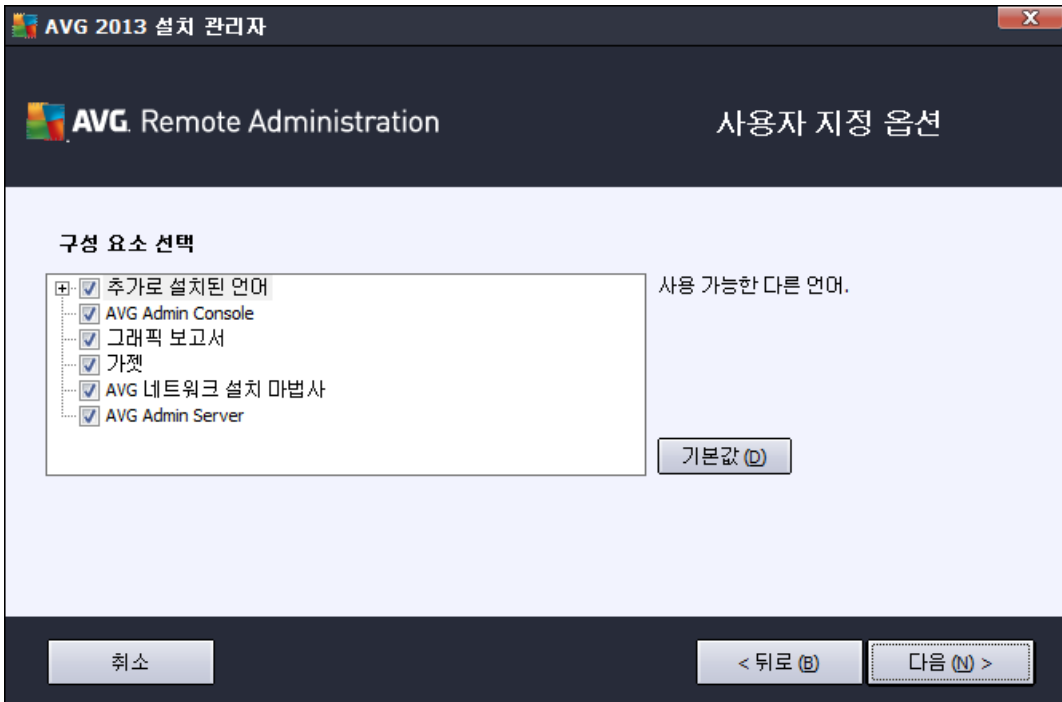 AVG 2013 설치 관리자
AVG. Remote Administration
사용자 지정 옵션
구성 요소 선택
추가로 설치된 언어
사용 가능한 다른 언어.
AVG Admin Console
그래픽 보고서
가젯
AVG 네트워크 설치 마법사
AVG Admin Server
기본값 (D)
취소
< 뒤로 (B)
다음 (N) >